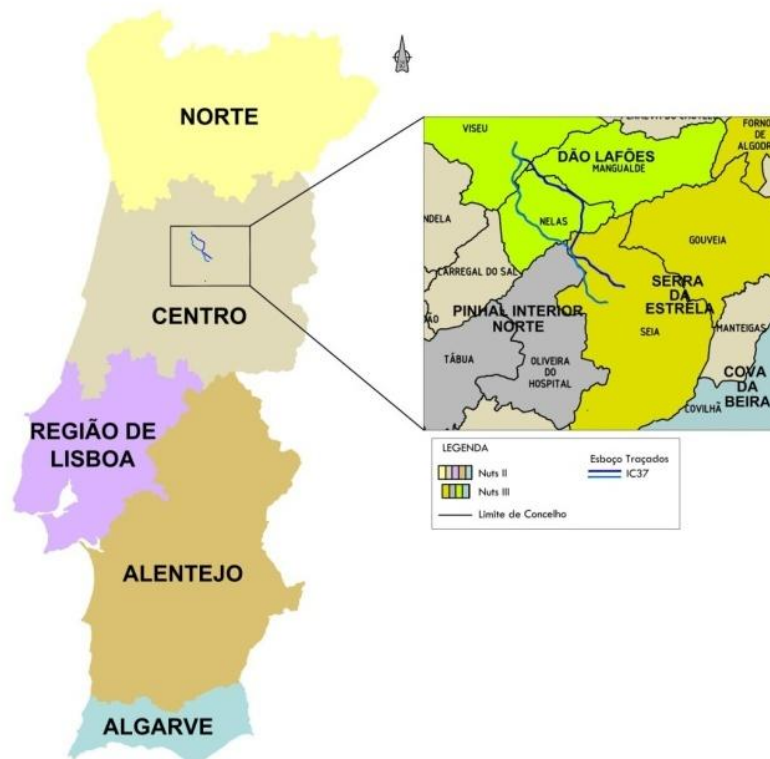 NORTE
CENTRO
REGIÃO DE
LISBOA
ALENTEJO
ALGARVE
VISEU
FORNO
DE
ALGODR
DÃO LAFÕES
MANGUALDE
NELAS
NDELA
GOUVEIA
CARREGAL DO SAL
SERRA
DA
ESTRELA
PINHAL INTERIOR
NORTE
SEIA
MANTEIGAS
TÁBUA
OLIVEIRA
DO
HOSPITAL
COVA
DA
BEIRA
COVILHÃ
LEGENDA
Nuts II
Nuts III
Limite de Concelho
Esboço Traçados
IC37